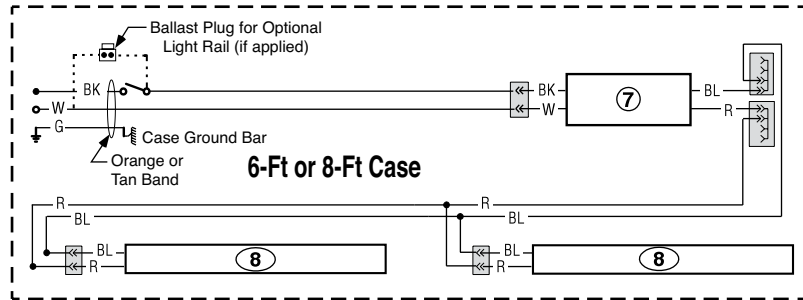 Ballast Plug for Optional
Light Rail (if applied)
BK
BK
BL
W
W
7
R
G
Case Ground Bar
Orange or
Tan Band
6-Ft or 8-Ft Case
R
R
BL
BL
BL
8
R
BL
8
R